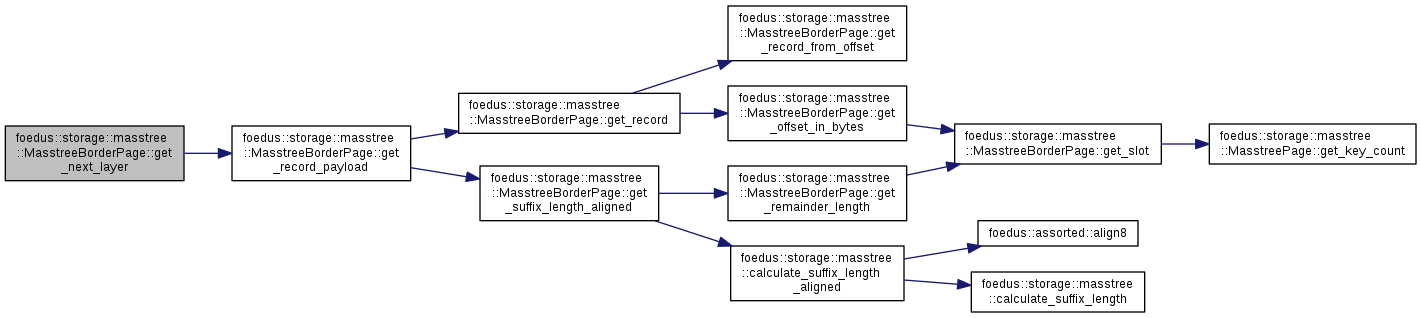 foedus::storage::masstree
::MasstreeBorderPage::get
_next_layer
foedus::storage::masstree
::MasstreeBorderPage::get
_record_payload
foedus::storage::masstree
::MasstreeBorderPage::get_record
foedus::storage::masstree
::MasstreeBorderPage::get
_suffix_length_aligned
foedus::storage::masstree
::MasstreeBorderPage::get
_record_from_offset
foedus::storage::masstree
::MasstreeBorderPage::get
_offset_in_bytes
foedus::storage::masstree
::MasstreeBorderPage::get
_remainder_length
foedus::storage::masstree
::calculate_suffix_length
_aligned
foedus::storage::masstree
::MasstreeBorderPage::get_slot
foedus::assorted::align8
foedus::storage::masstree
::calculate_suffix_length
foedus::storage::masstree
::MasstreePage::get_key_count